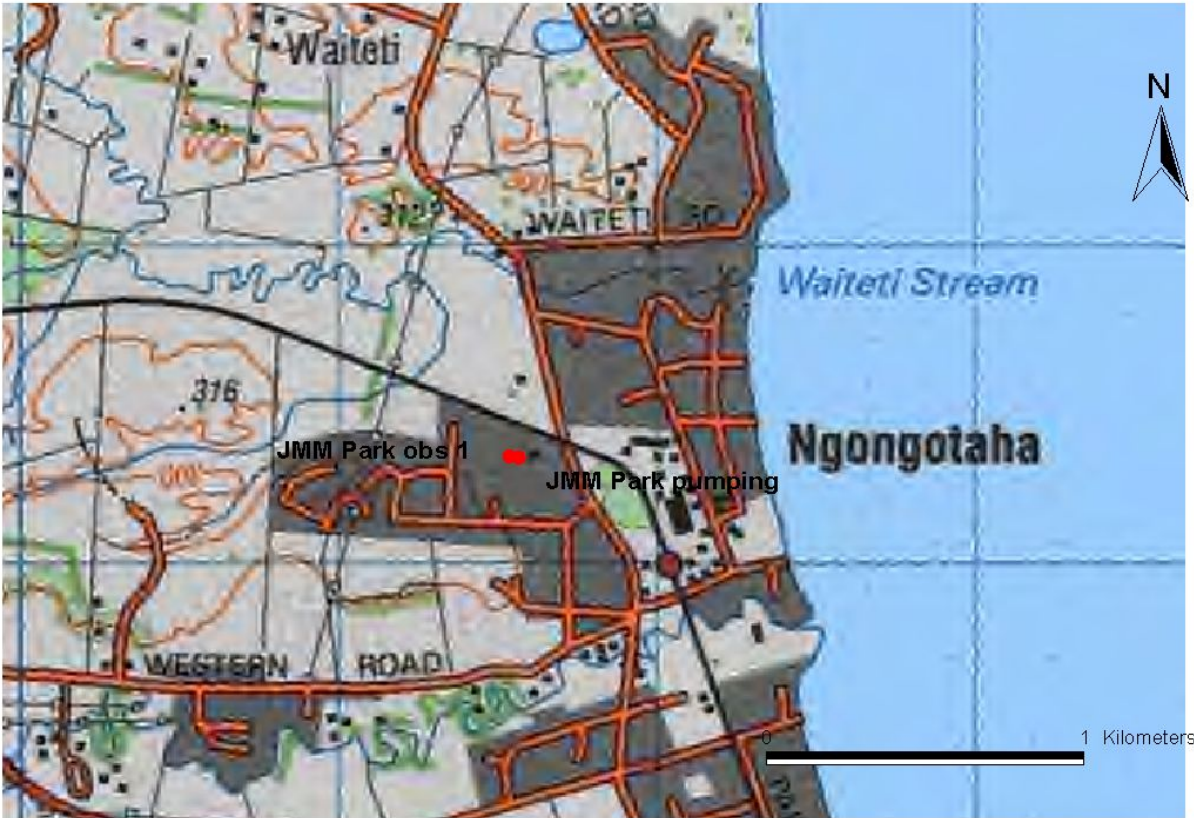 Waiteti
N
312
WAITETI RD
Waiteti Stream
316
Ngongotaha
JMM Park obs 1
JMM Park pumping
WESTERN ROAD
0 1 Kilometers